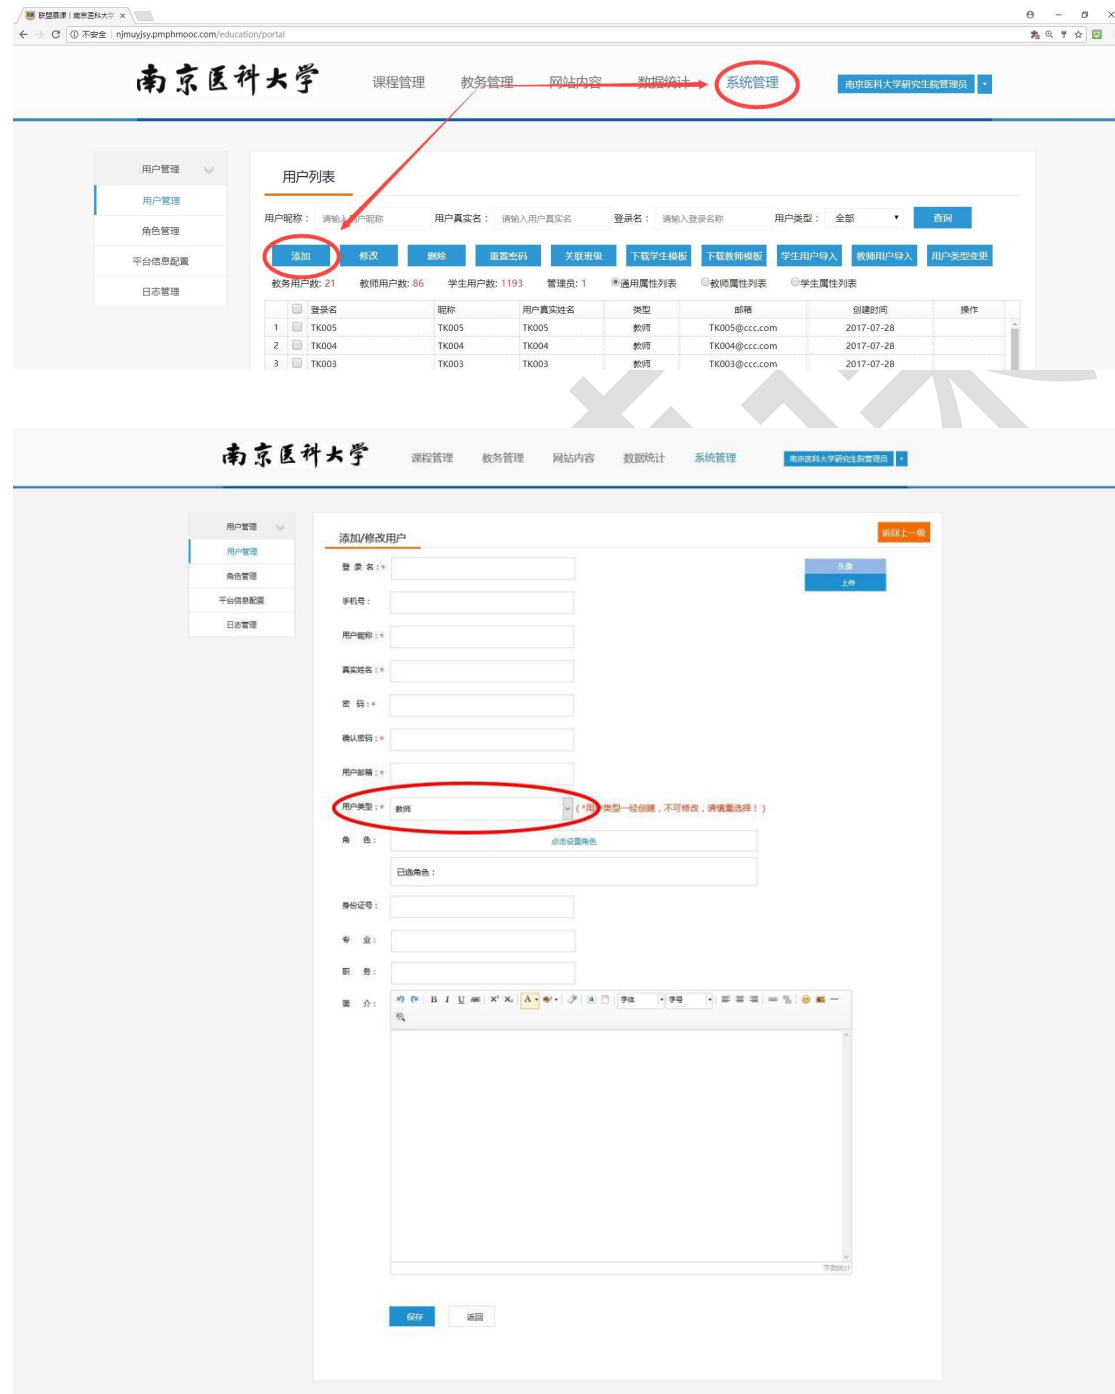 联盟慕课 | 南京医科大学 ×
不安全 | njmuyjsy.pmphmooc.com/education/portal
南京医科大学 课程管理 教务管理 网站内容 数据统计 系统管理 南京医科大学研究生院管理员
用户管理
用户管理
角色管理
平台信息配置
日志管理
用户列表
用户昵称： 请输入用户昵称 用户真实名： 请输入用户真实名 登录名： 请输入登录名称 用户类型： 全部 查询
添加 修改 删除 重置密码 关联班级 下载学生模板 下载教师模板 学生用户导入 教师用户导入 用户类型变更
教务用户数: 21 教师用户数: 86 学生用户数: 1193 管理员: 1 通用属性列表 教师属性列表 学生属性列表
登录名 昵称 用户真实姓名 类型 邮箱 创建时间 操作
1 TK005 TK005 TK005 教师 TK005@ccc.com 2017-07-28
2 TK004 TK004 TK004 教师 TK004@ccc.com 2017-07-28
3 TK003 TK003 TK003 教师 TK003@ccc.com 2017-07-28
南京医科大学 课程管理 教务管理 网站内容 数据统计 系统管理 南京医科大学研究生院管理员
用户管理
用户管理
角色管理
平台信息配置
日志管理
添加/修改用户 返回上一级
登 录 名：* 头像
上传
手机号：
用户昵称：*
真实姓名：*
密 码：*
确认密码：*
用户邮箱：*
用户类型：* 教师 (*用户类型一经创建，不可修改，请慎重选择！)
角 色： 点击设置角色
已选角色：
身份证号：
专 业：
职 务：
简 介： B I U ABC X² X₂ A 字体 字号
字数统计
保存 返回